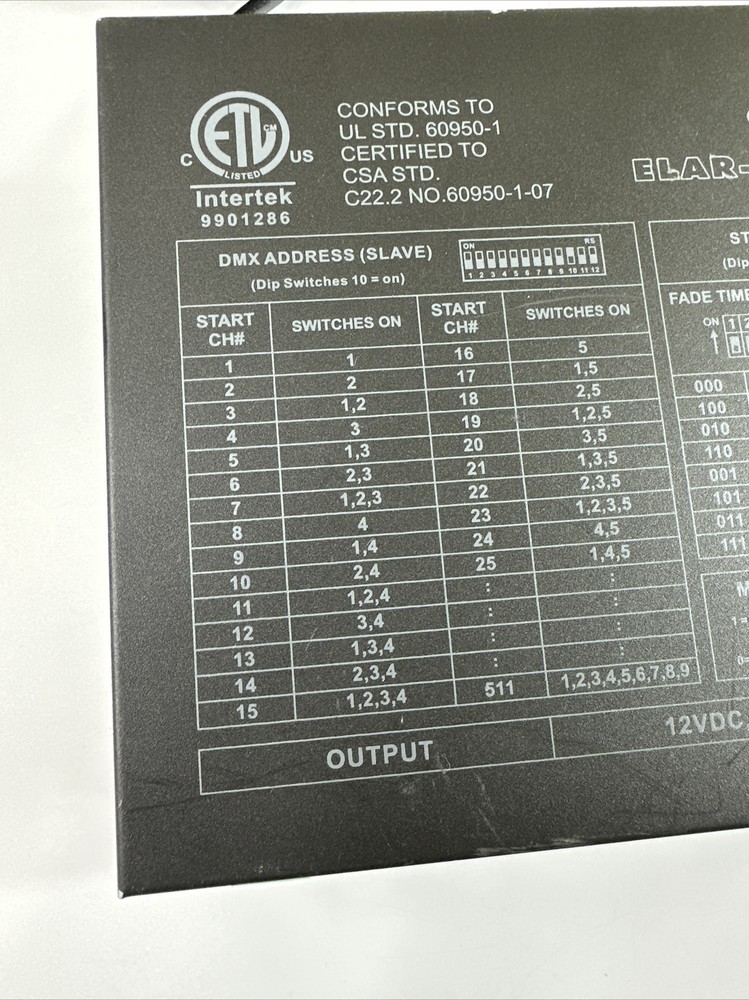 ETL CM
LISTED
C US
Intertek
9901286
CONFORMS TO
UL STD. 60950-1
CERTIFIED TO
CSA STD.
C22.2 NO.60950-1-07
ELAR-
DMX ADDRESS (SLAVE)
(Dip Switches 10 = on)
ON RS
1 2 3 4 5 6 7 8 9 10 11 12
START CH# SWITCHES ON START CH# SWITCHES ON
1 1 16 5
2 2 17 1,5
3 1,2 18 2,5
4 3 19 1,2,5
5 1,3 20 3,5
6 2,3 21 1,3,5
7 1,2,3 22 2,3,5
8 4 23 1,2,3,5
9 1,4 24 4,5
10 2,4 25 1,4,5
11 1,2,4 : :
12 3,4 : :
13 1,3,4 : :
14 2,3,4 : :
15 1,2,3,4 511 1,2,3,4,5,6,7,8,9
OUTPUT 12VDC
ST
(Dip
FADE TIME
ON 1 2
000
100
010
110
001
101
011
111
M
1 =
0=